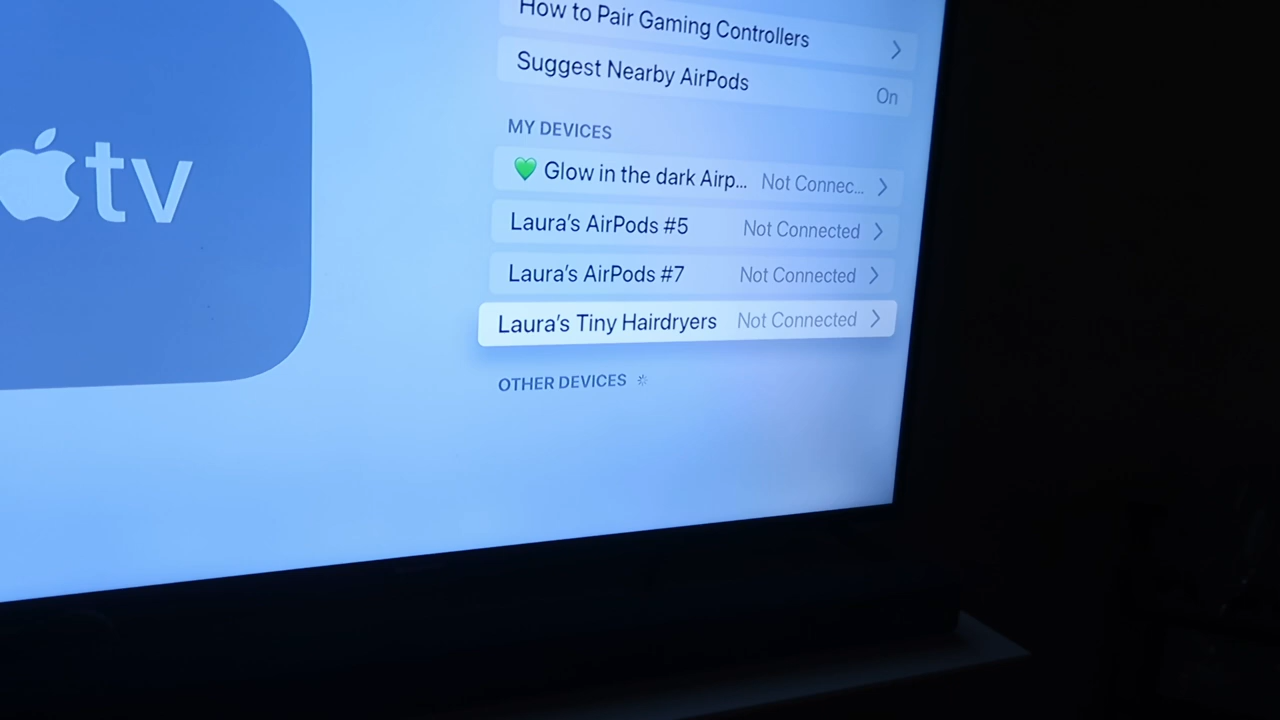 How to Pair Gaming Controllers
Suggest Nearby AirPods On
MY DEVICES
💚 Glow in the dark Airp... Not Connec...
Laura's AirPods #5 Not Connected
Laura's AirPods #7 Not Connected
Laura's Tiny Hairdryers Not Connected
OTHER DEVICES
tv